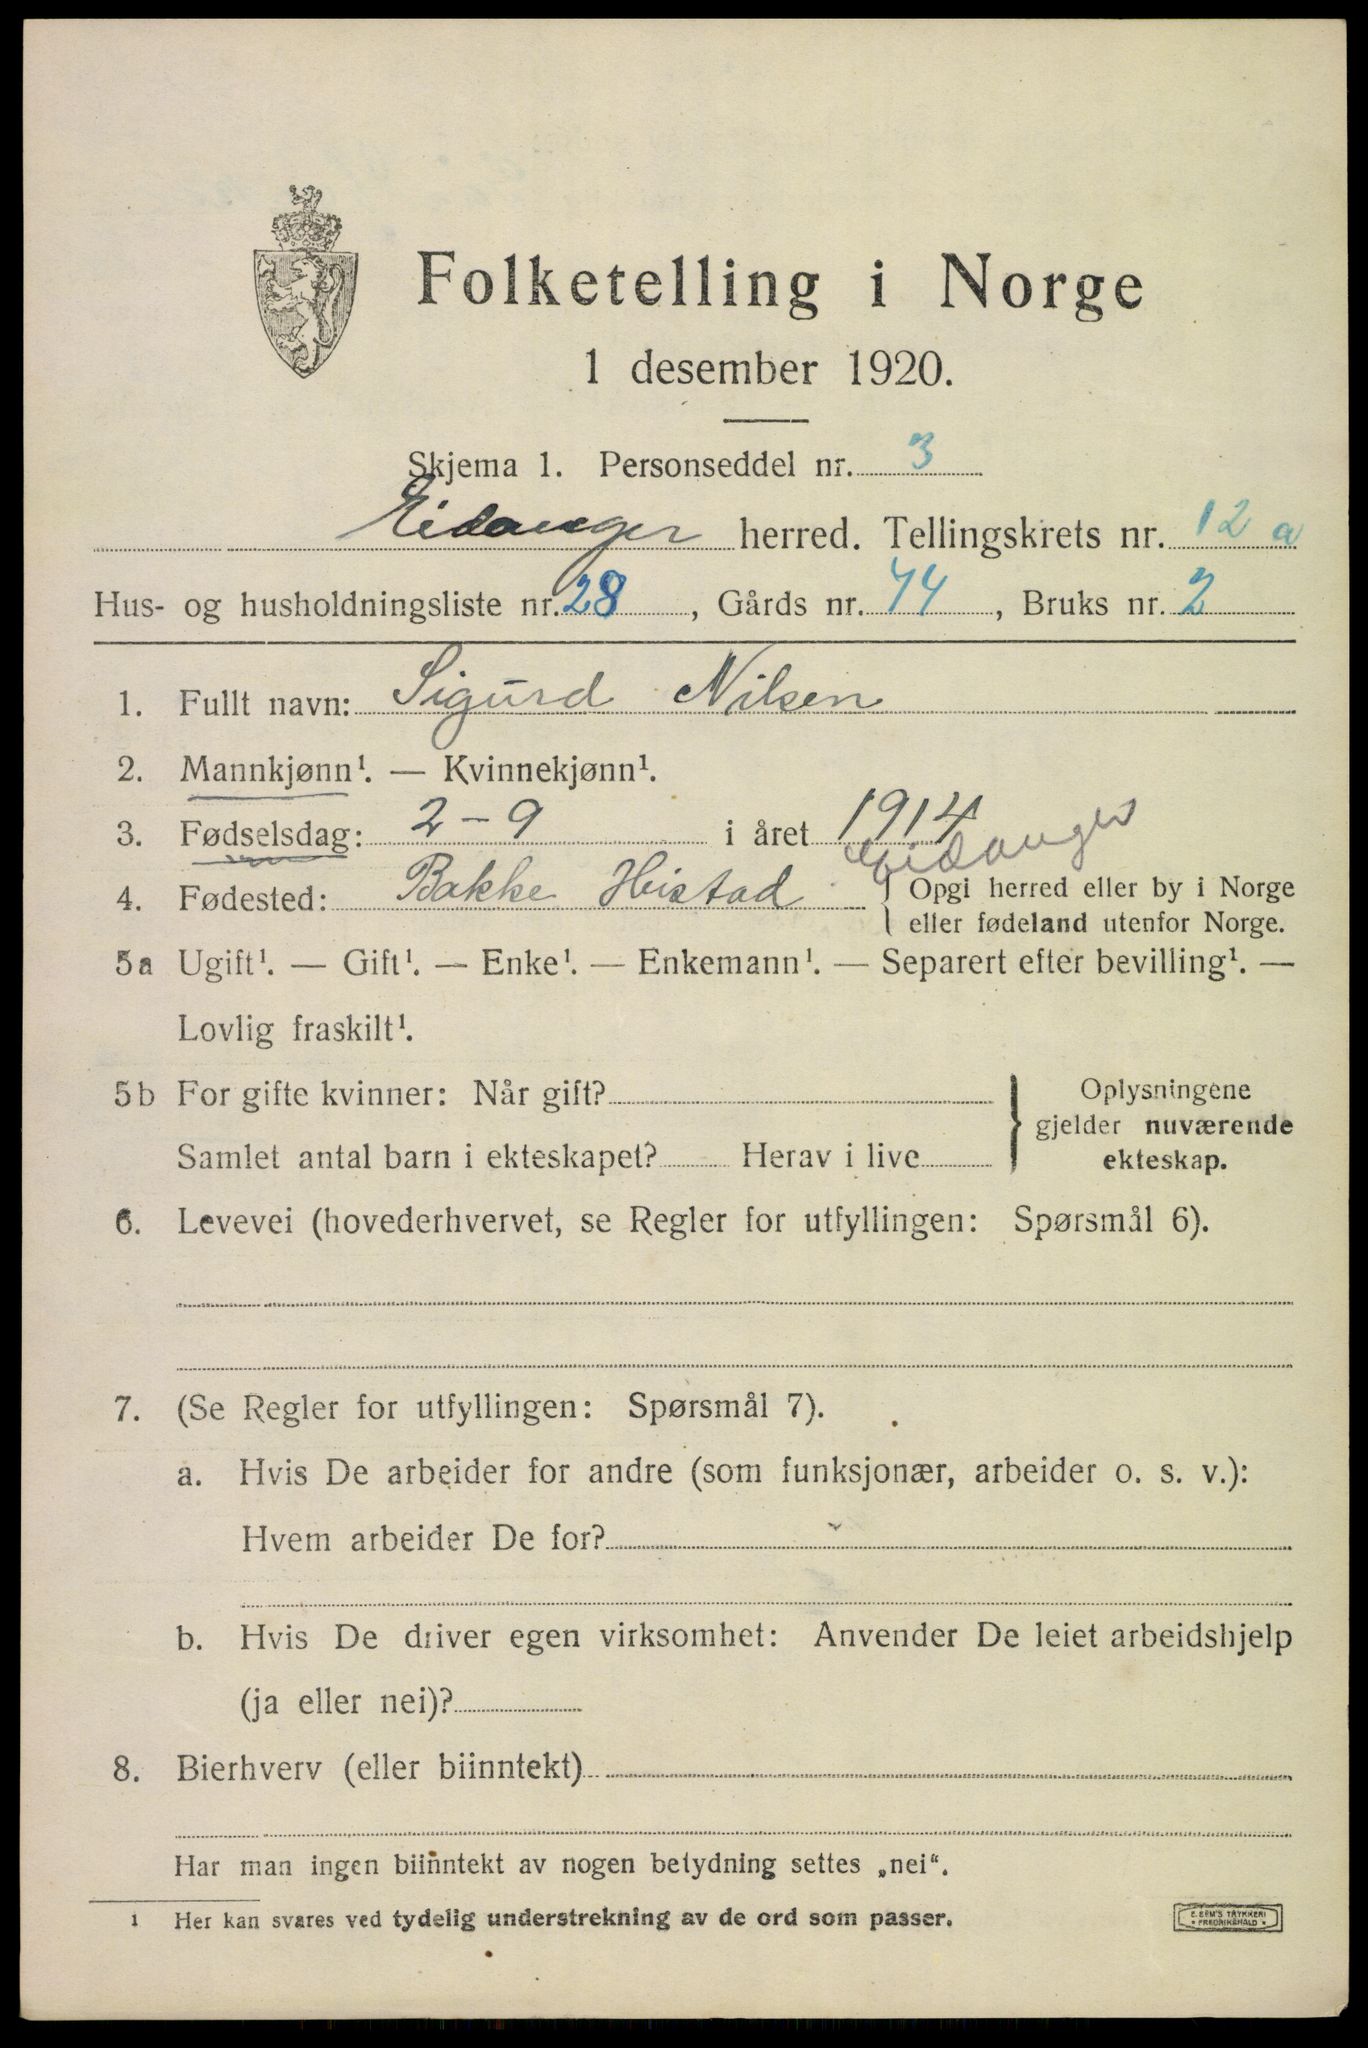 Folketelling i Norge
1 desember 1920.
Skjema 1. Personseddel nr. 3
Eidanger herred. Tellingskrets nr. 12 a
Hus- og husholdningsliste nr. 28, Gårds nr. 44, Bruks nr. 2
1. Fullt navn: Sigurd Nilsen
2. Mannkjønn¹. — Kvinnekjønn¹.
3. Fødselsdag: 2-9 i året 1914
Eidanger
4. Fødested: Bakke Heistad { Opgi herred eller by i Norge
eller fødeland utenfor Norge.
5a Ugift¹. — Gift¹. — Enke¹. — Enkemann¹. — Separert efter bevilling¹. —
Lovlig fraskilt¹.
5b For gifte kvinner: Når gift?
Samlet antal barn i ekteskapet? Herav i live
} Oplysningene
gjelder nuværende
ekteskap.
6. Levevei (hovederhvervet, se Regler for utfyllingen: Spørsmål 6).
7. (Se Regler for utfyllingen: Spørsmål 7).
a. Hvis De arbeider for andre (som funksjonær, arbeider o. s. v.):
Hvem arbeider De for?
b. Hvis De driver egen virksomhet: Anvender De leiet arbeidshjelp
(ja eller nei)?
8. Bierhverv (eller biinntekt)
Har man ingen biinntekt av nogen betydning settes „nei“.
1 Her kan svares ved tydelig understrekning av de ord som passer.
E. SEM'S TRYKKERI
• FREDRIKSHALD •